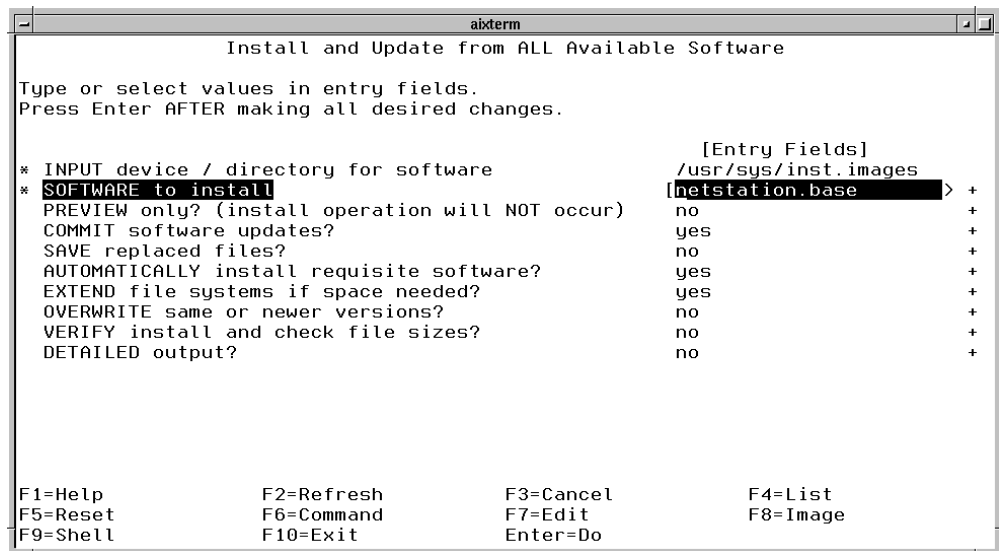 aixterm
Install and Update from ALL Available Software
Type or select values in entry fields.
Press Enter AFTER making all desired changes.
[Entry Fields]
* INPUT device / directory for software /usr/sys/inst.images
* SOFTWARE to install [netstation.base > +
PREVIEW only? (install operation will NOT occur) no +
COMMIT software updates? yes +
SAVE replaced files? no +
AUTOMATICALLY install requisite software? yes +
EXTEND file systems if space needed? yes +
OVERWRITE same or newer versions? no +
VERIFY install and check file sizes? no +
DETAILED output? no +
F1=Help F2=Refresh F3=Cancel F4=List
F5=Reset F6=Command F7=Edit F8=Image
F9=Shell F10=Exit Enter=Do